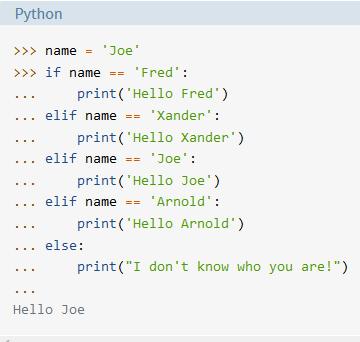 Python
>>> name = 'Joe'
>>> if name == 'Fred':
...     print('Hello Fred')
... elif name == 'Xander':
...     print('Hello Xander')
... elif name == 'Joe':
...     print('Hello Joe')
... elif name == 'Arnold':
...     print('Hello Arnold')
... else:
...     print("I don't know who you are!")
...
Hello Joe